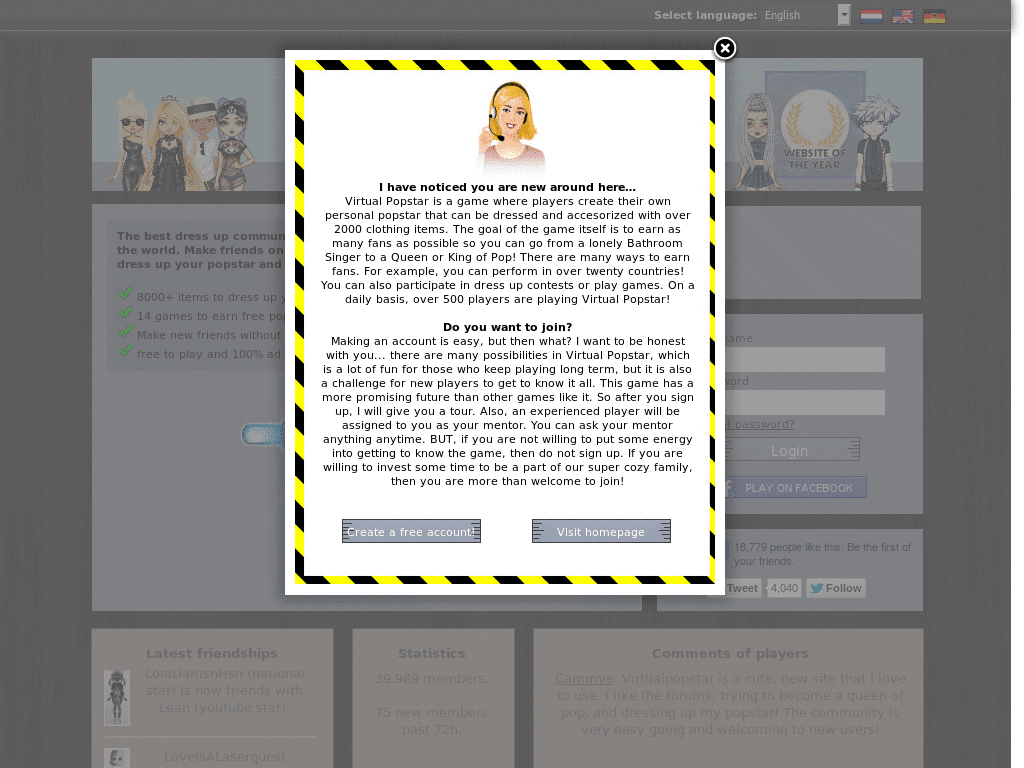 Select language: English
WEBSITE OF
THE YEAR
I have noticed you are new around here...
Virtual Popstar is a game where players create their own
personal popstar that can be dressed and accesorized with over
2000 clothing items. The goal of the game itself is to earn as
many fans as possible so you can go from a lonely Bathroom
Singer to a Queen or King of Pop! There are many ways to earn
fans. For example, you can perform in over twenty countries!
You can also participate in dress up contests or play games. On a
daily basis, over 500 players are playing Virtual Popstar!
Do you want to join?
Making an account is easy, but then what? I want to be honest
with you... there are many possibilities in Virtual Popstar, which
is a lot of fun for those who keep playing long term, but it is also
a challenge for new players to get to know it all. This game has a
more promising future than other games like it. So after you sign
up, I will give you a tour. Also, an experienced player will be
assigned to you as your mentor. You can ask your mentor
anything anytime. BUT, if you are not willing to put some energy
into getting to know the game, then do not sign up. If you are
willing to invest some time to be a part of our super cozy family,
then you are more than welcome to join!
Create a free account!
Visit homepage
The best dress up
the world. Make friends
dress up your popstar and
8000+ items to dress up
14 games to earn free
Make new friends without
free to play and 100% ad
password?
Login
PLAY ON FACEBOOK
18,779 people like this. Be the first of
your friends.
Tweet 4,040 Follow
Latest friendships
LolaDaRishFish (national
star) is now friends with
Lean (youtube star).
LoveIsALaserquest
Statistics
39,989 members.
75 new members
past 72h.
Comments of players
Cammye: Virtualpopstar is a cute, new site that I love
to use. I like the forums, trying to become a queen of
pop, and dressing up my popstar! The community is
very easy going and welcoming to new users!